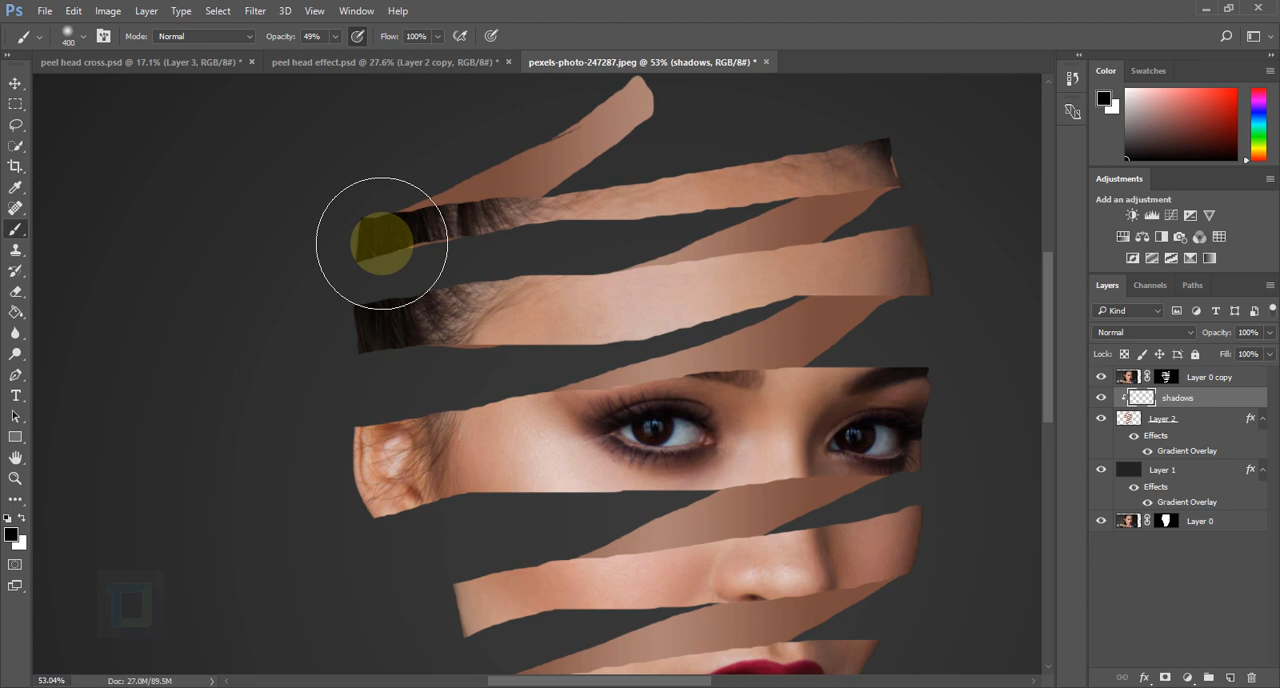 Ps File Edit Image Layer Type Select Filter 3D View Window Help
400 Mode: Normal Opacity: 49% Flow: 100%
peel head cross.psd @ 17.1% (Layer 3, RGB/8#) * × peel head effect.psd @ 27.6% (Layer 2 copy, RGB/8#) * × pexels-photo-247287.jpeg @ 53% (shadows, RGB/8#) * ×
Color Swatches
Adjustments
Add an adjustment
Layers Channels Paths
Kind
Normal Opacity: 100%
Lock: Fill: 100%
Layer 0 copy
shadows
Layer 2 fx
Effects
Gradient Overlay
Layer 1 fx
Effects
Gradient Overlay
Layer 0
53.04% Doc: 27.0M/89.5M
fx